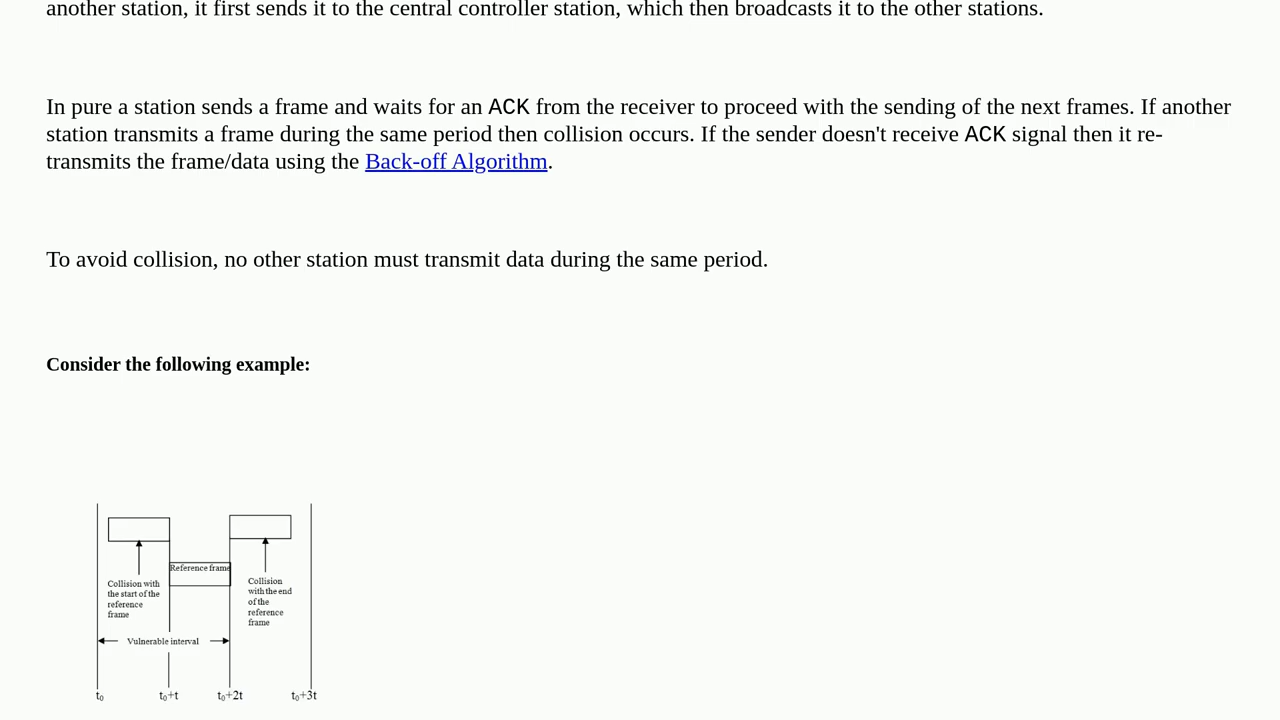 another station, it first sends it to the central controller station, which then broadcasts it to the other stations.
In pure a station sends a frame and waits for an ACK from the receiver to proceed with the sending of the next frames. If another
station transmits a frame during the same period then collision occurs. If the sender doesn't receive ACK signal then it re-
transmits the frame/data using the Back-off Algorithm.
To avoid collision, no other station must transmit data during the same period.
Consider the following example:
Reference frame
Collision with
the start of the
reference
frame
Collision
with the end
of the
reference
frame
Vulnerable interval
t₀ t₀+t t₀+2t t₀+3t